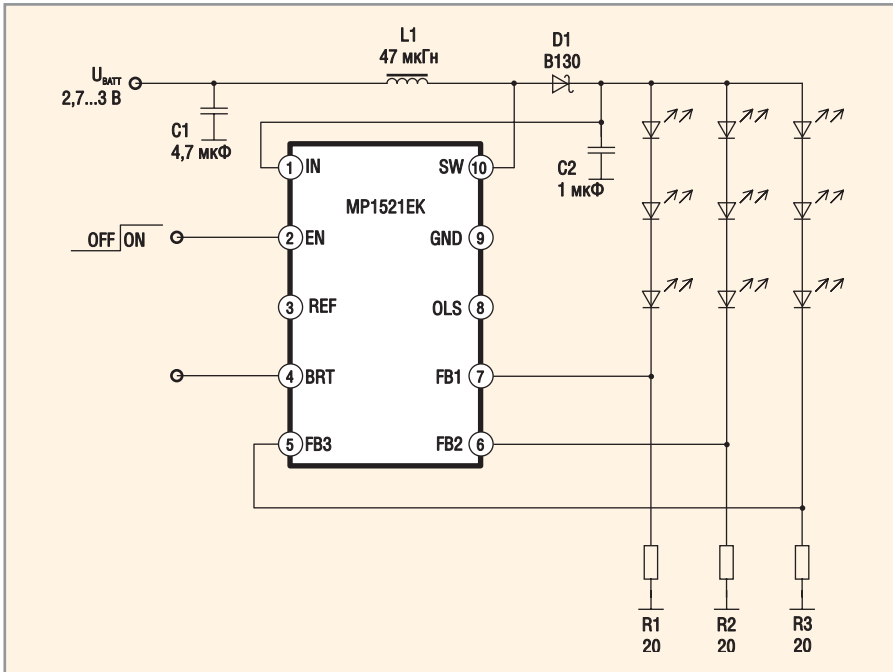 L1
47 мкГн
D1
B130
U BATT
2,7...3 В
C1
4,7 мкФ
C2
1 мкФ
MP1521EK
1 IN
SW 10
OFF ON
2 EN
GND 9
3 REF
OLS 8
4 BRT
FB1 7
5 FB3
FB2 6
R1
20
R2
20
R3
20